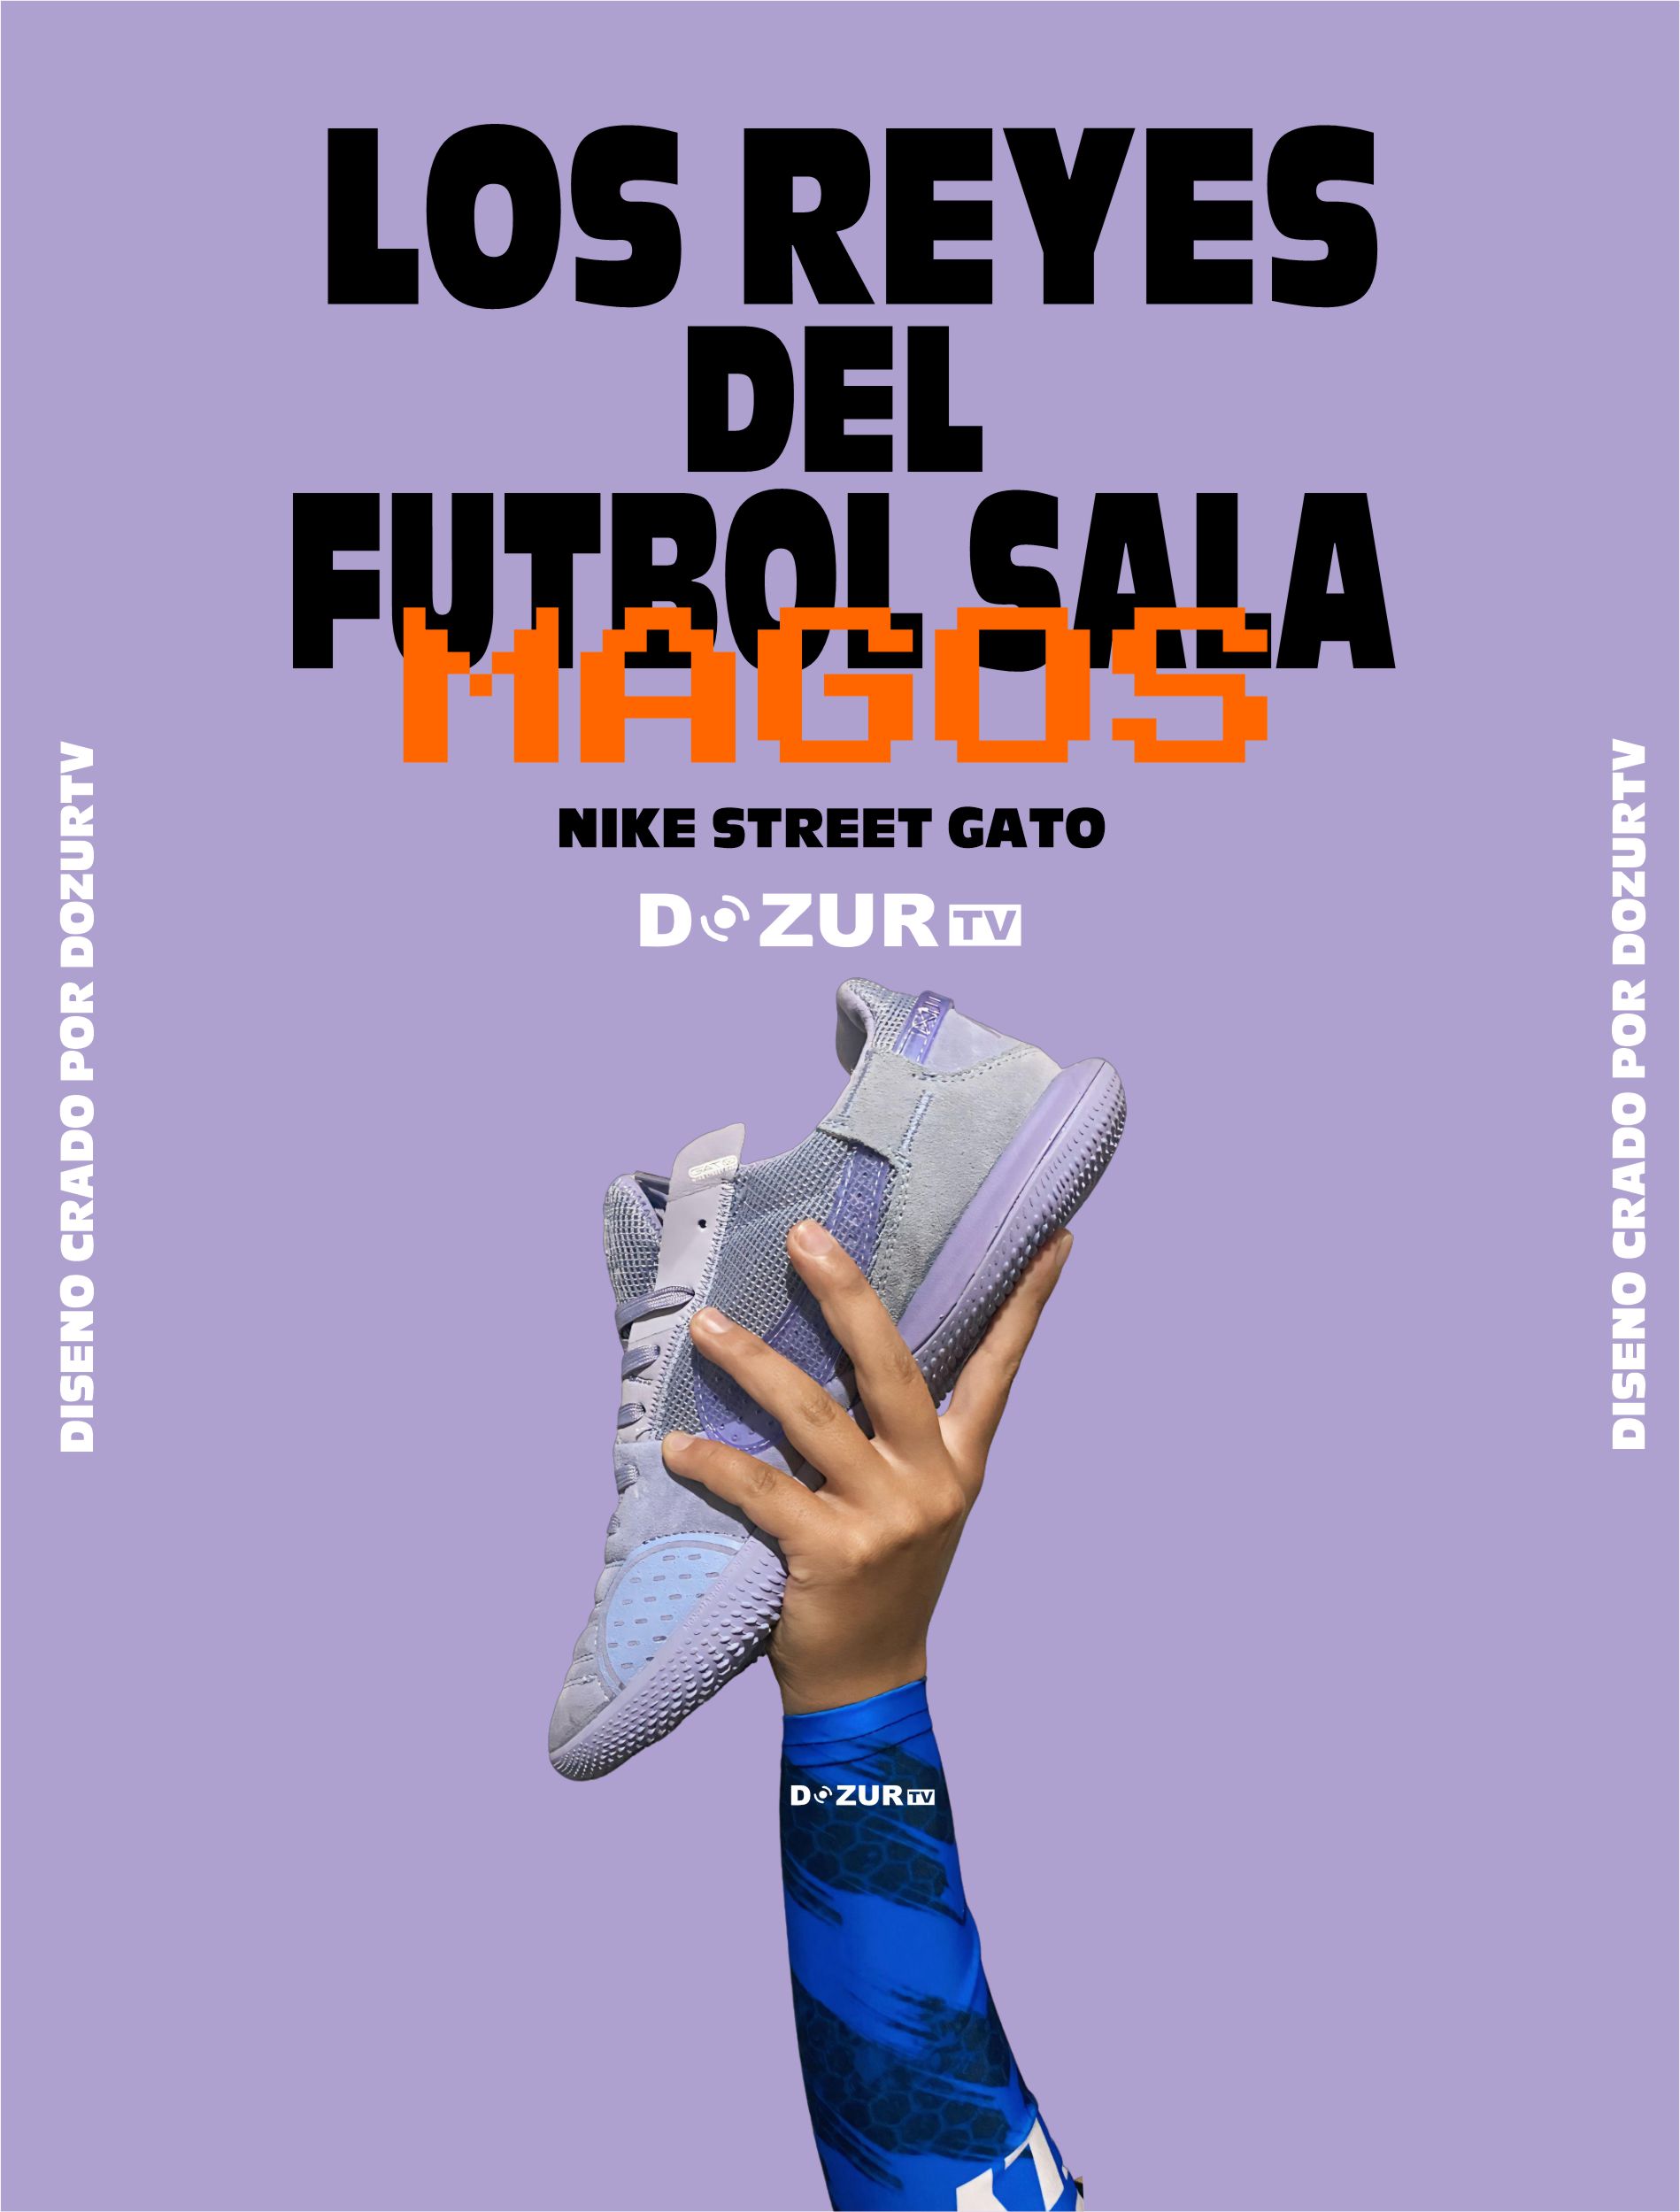 LOS REYES
DEL
FUTBOL SALA
MAGOS
NIKE STREET GATO
DOZUR TV
DISENO CRADO POR DOZURTV
DISENO CRADO POR DOZURTV
GATO
DOZUR TV